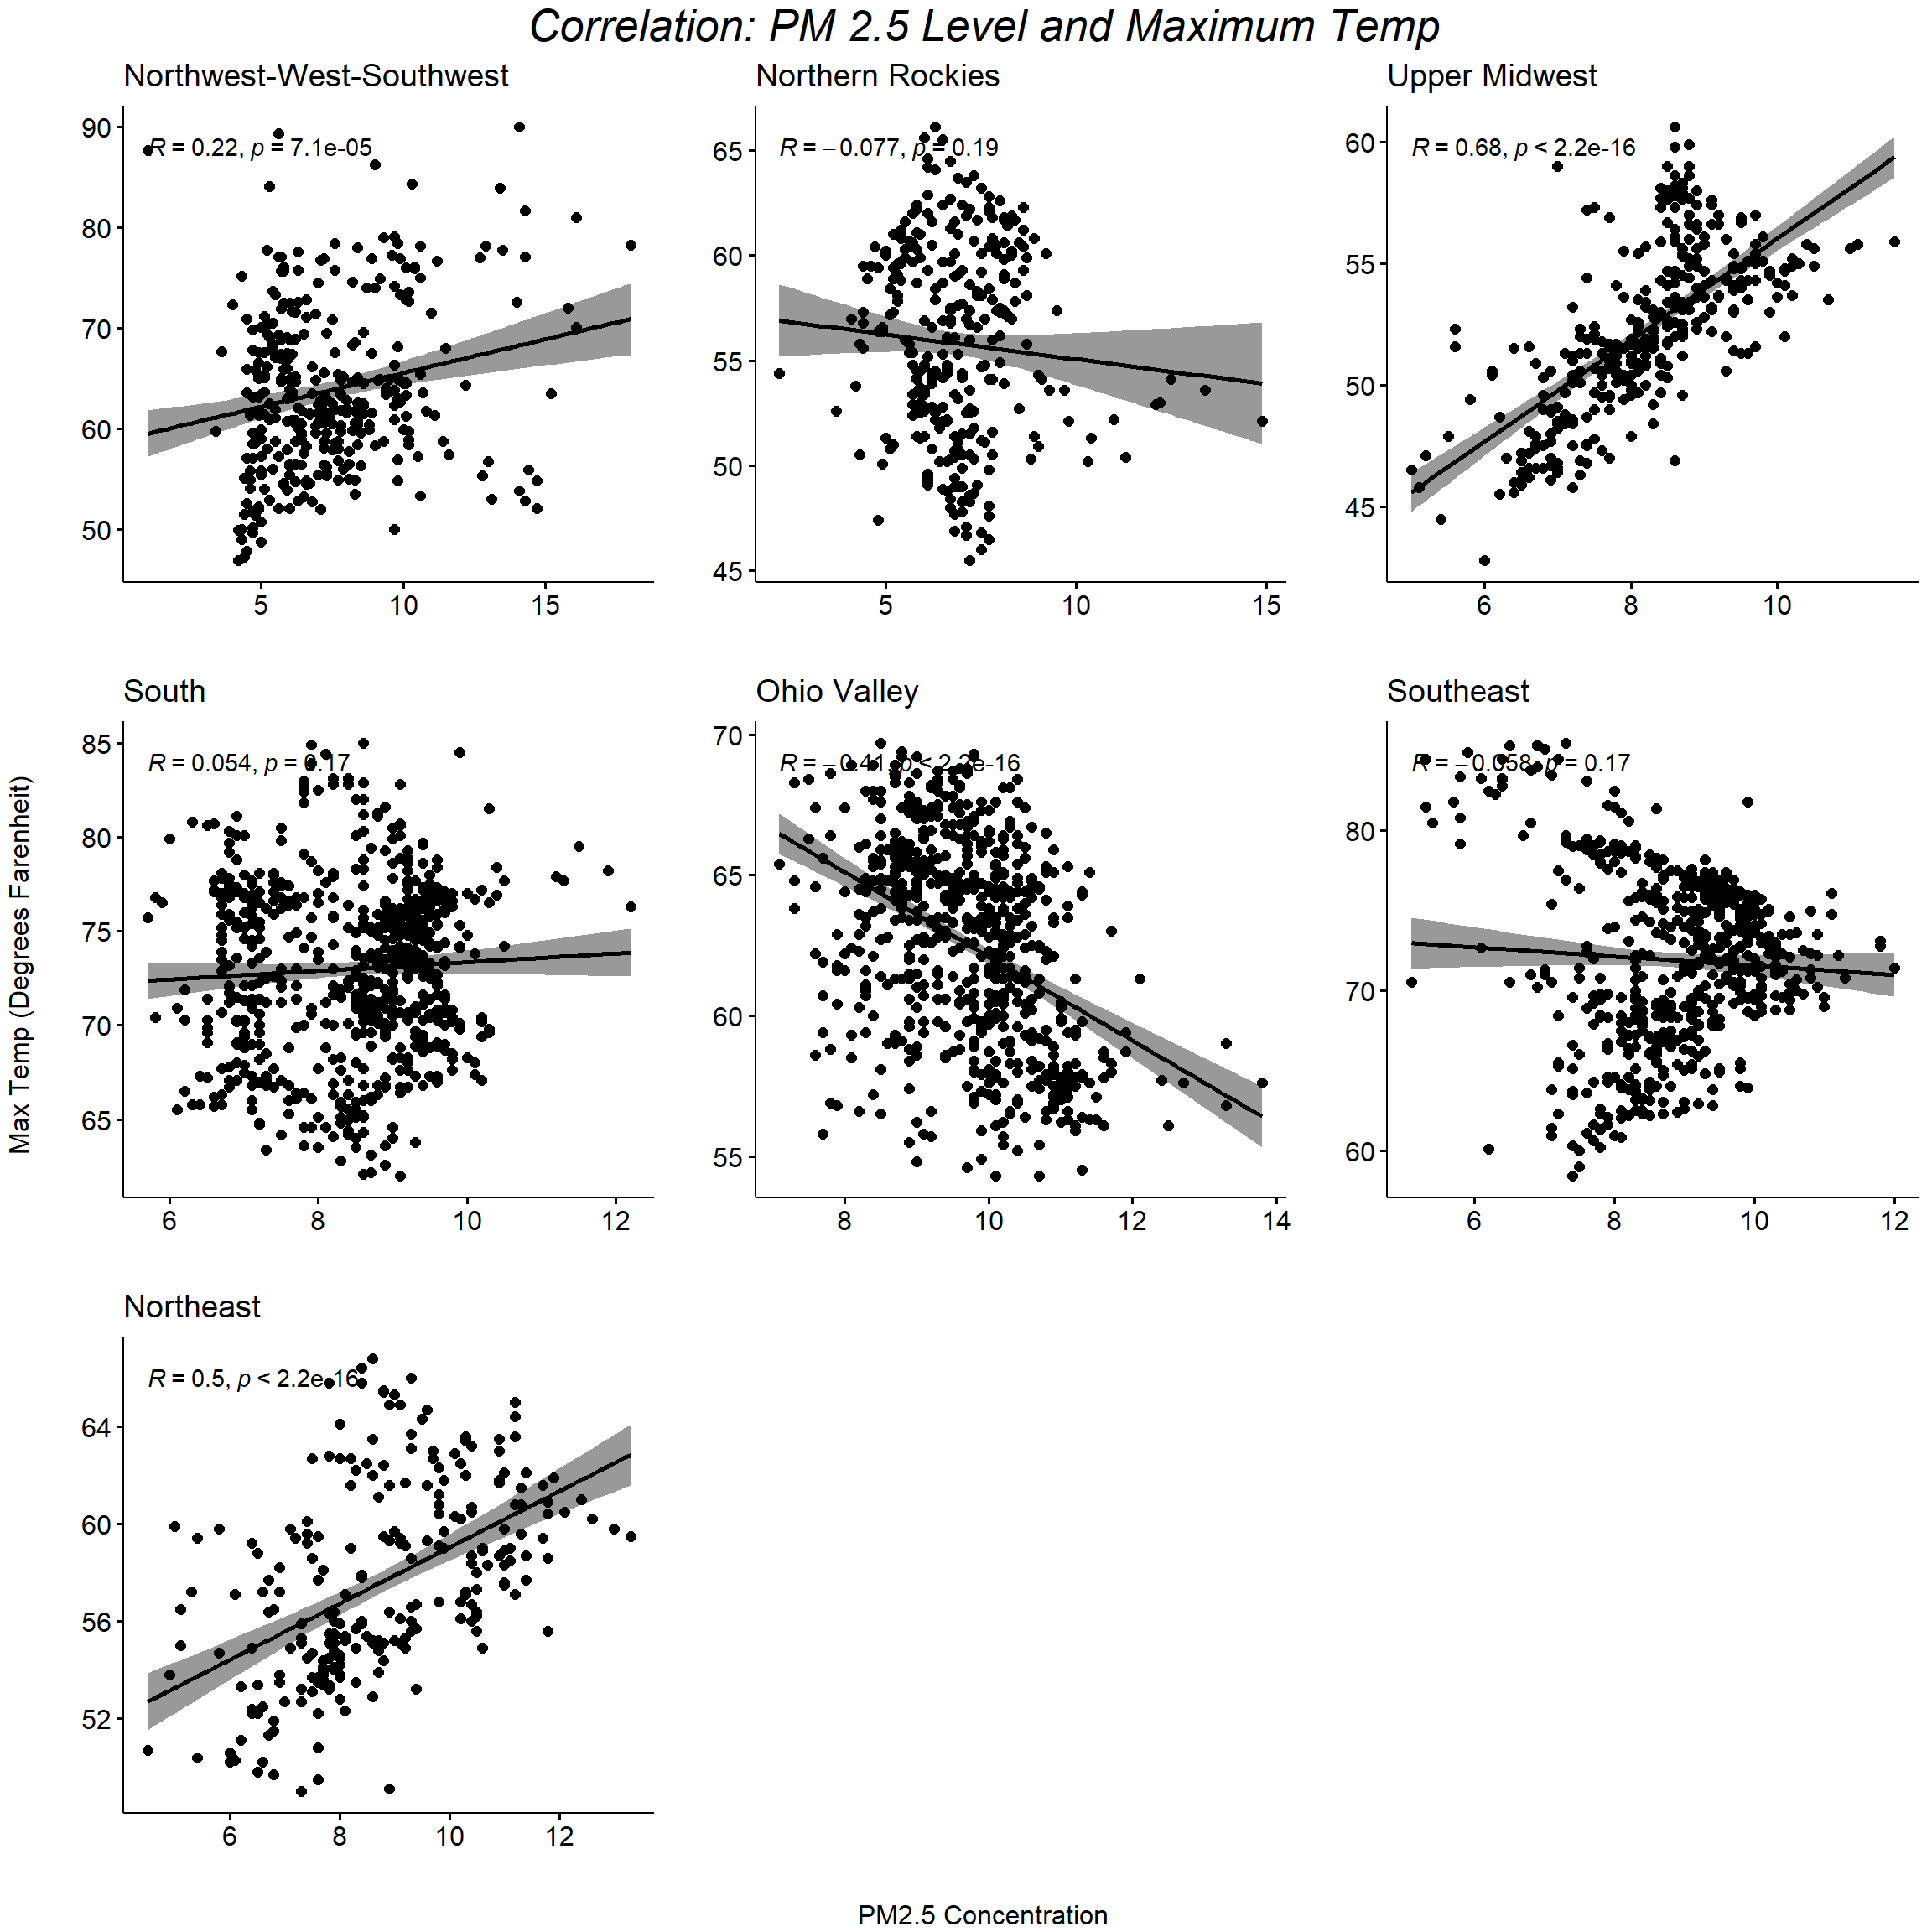 Correlation: PM 2.5 Level and Maximum Temp
Northwest-West-Southwest
R = 0.22, p = 7.1e-05
90
80
70
60
50
5 10 15
Northern Rockies
R = −0.077, p = 0.19
65
60
55
50
45
5 10 15
Upper Midwest
R = 0.68, p < 2.2e-16
60
55
50
45
6 8 10
Max Temp (Degrees Farenheit)
South
R = 0.054, p = 0.17
85
80
75
70
65
6 8 10 12
Ohio Valley
R = −0.41, p < 2.2e-16
70
65
60
55
8 10 12 14
Southeast
R = −0.058, p = 0.17
80
70
60
6 8 10 12
Northeast
R = 0.5, p < 2.2e-16
64
60
56
52
6 8 10 12
PM2.5 Concentration